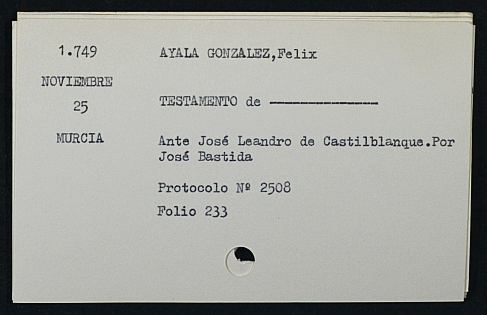 1.749 AYALA GONZALEZ,Felix
NOVIEMBRE
25 TESTAMENTO de ——————————————
MURCIA Ante José Leandro de Castilblanque.Por
José Bastida
Protocolo Nº 2508
Folio 233